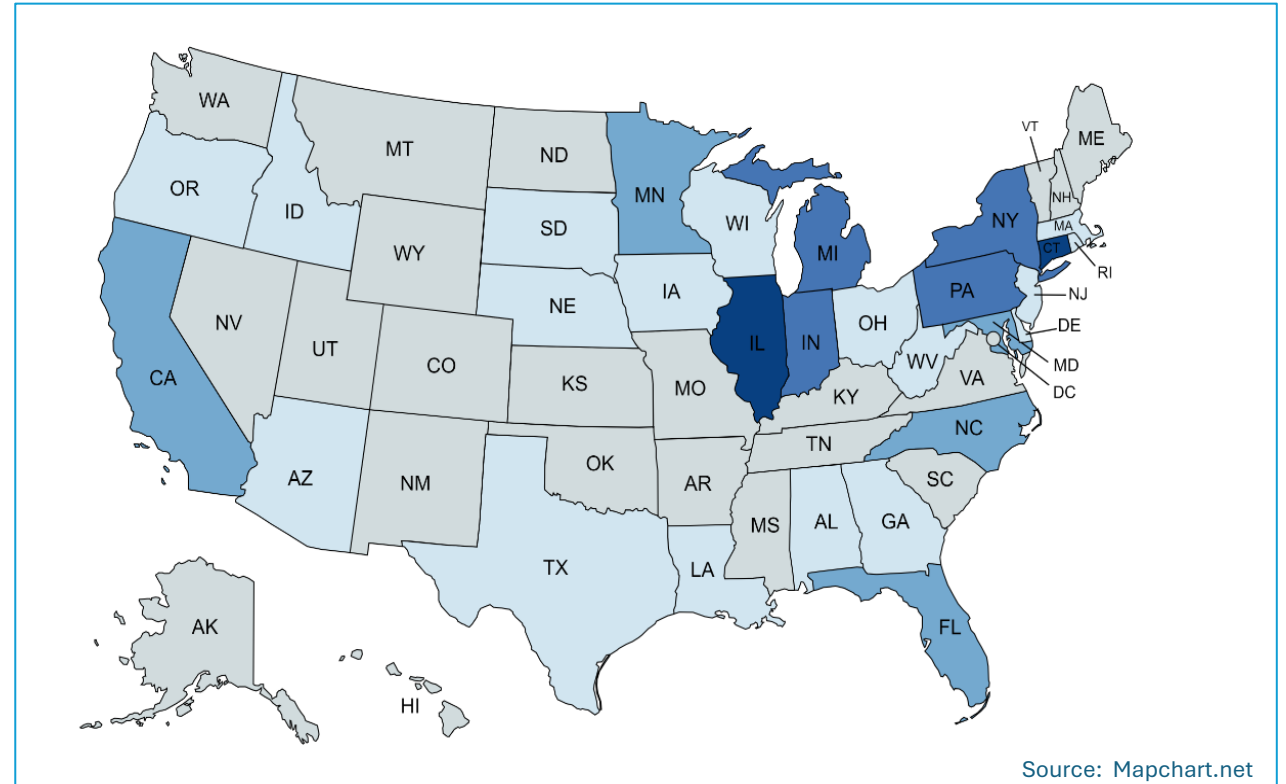 WA
MT
ND
MN
VT
ME
OR
ID
SD
WI
NH
NY
MA
CT
WY
MI
RI
IA
PA
NJ
NE
NV
OH
DE
UT
IL
IN
CO
WV
MD
CA
KS
MO
VA
DC
KY
NC
TN
OK
AZ
NM
AR
SC
MS
AL
GA
TX
LA
AK
FL
HI
Source: Mapchart.net